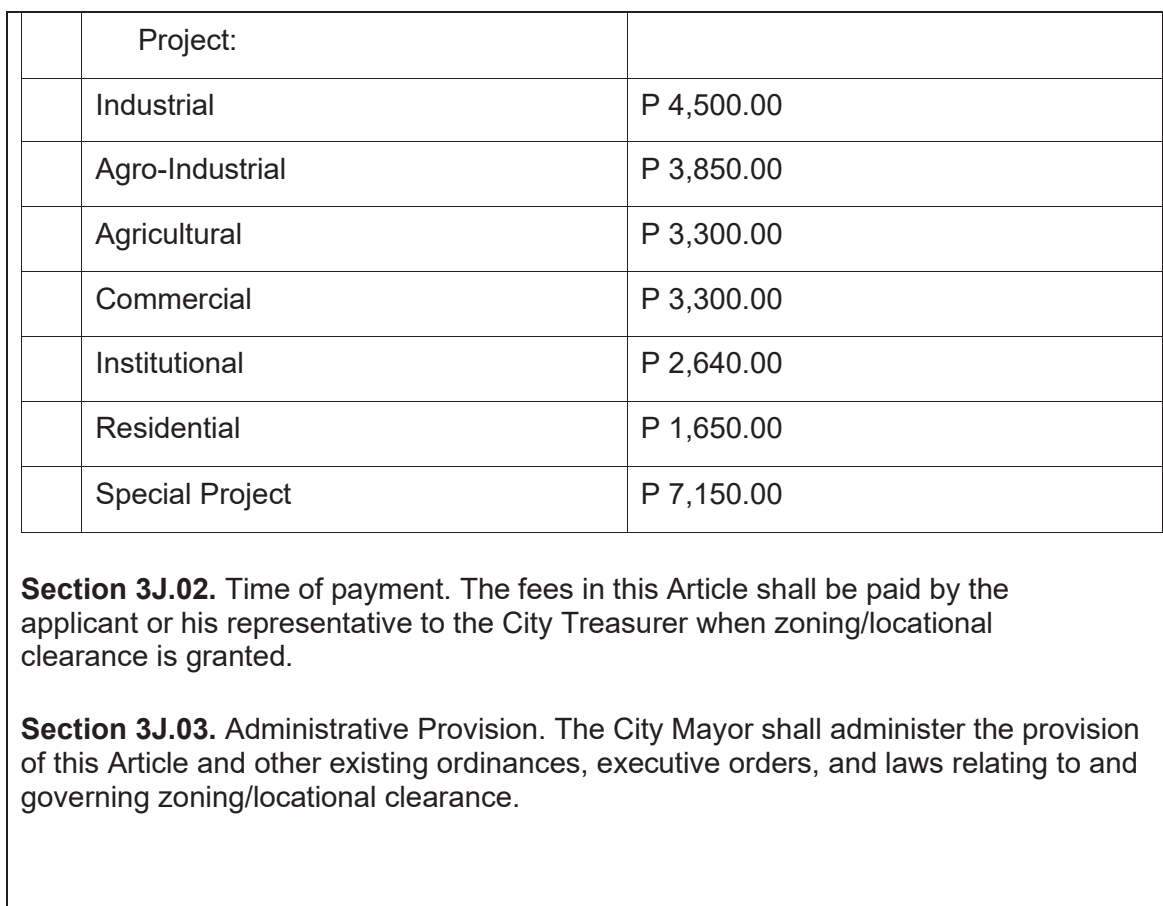 Project:
Industrial P 4,500.00
Agro-Industrial P 3,850.00
Agricultural P 3,300.00
Commercial P 3,300.00
Institutional P 2,640.00
Residential P 1,650.00
Special Project P 7,150.00
Section 3J.02. Time of payment. The fees in this Article shall be paid by the
applicant or his representative to the City Treasurer when zoning/locational
clearance is granted.
Section 3J.03. Administrative Provision. The City Mayor shall administer the provision
of this Article and other existing ordinances, executive orders, and laws relating to and
governing zoning/locational clearance.